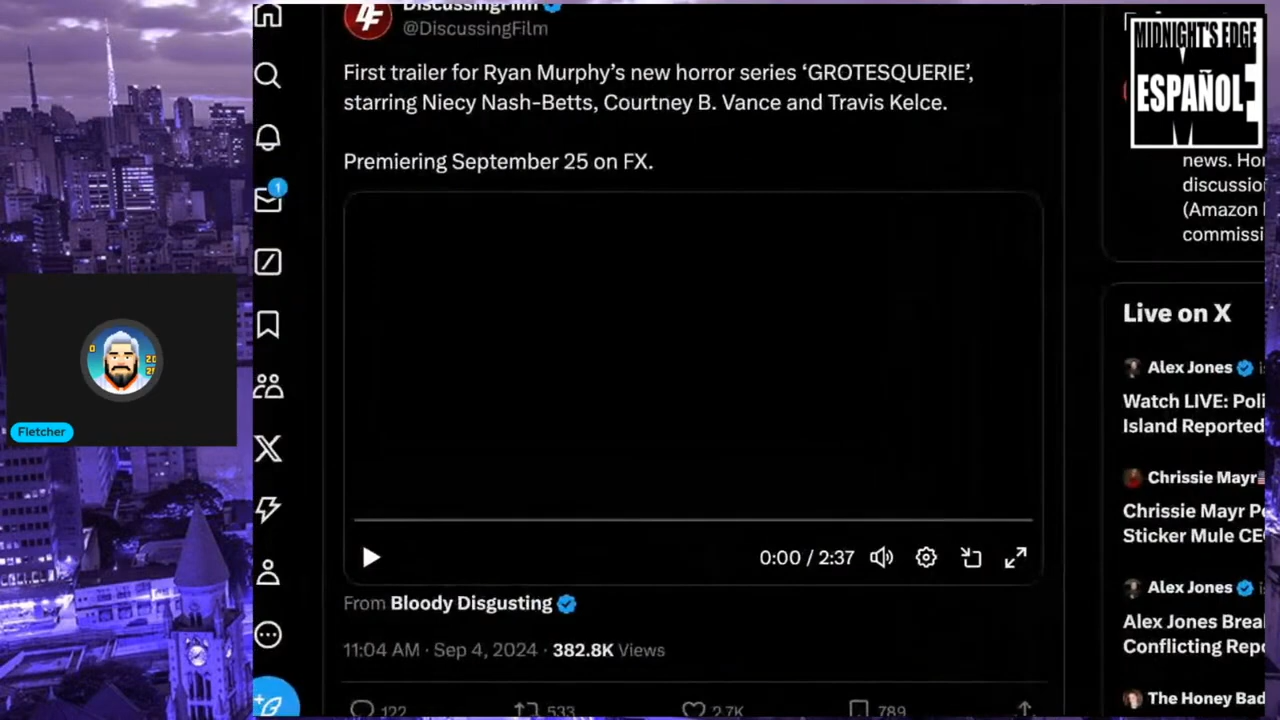 DiscussingFilm
@DiscussingFilm
First trailer for Ryan Murphy’s new horror series ‘GROTESQUERIE’,
starring Niecy Nash-Betts, Courtney B. Vance and Travis Kelce.
Premiering September 25 on FX.
0:00 / 2:37
From Bloody Disgusting
11:04 AM · Sep 4, 2024 · 382.8K Views
122 533 2.7K 789
1
Fletcher
MIDNIGHT'S EDGE
ESPAÑOL
news. Hor
discussio
(Amazon
commissi
Live on X
Alex Jones
Watch LIVE: Poli
Island Reported
Chrissie Mayr
Chrissie Mayr Po
Sticker Mule CE
Alex Jones
Alex Jones Brea
Conflicting Repo
The Honey Bad